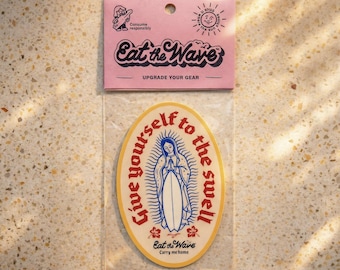 Consume
responsibly
Eat the Wave
UPGRADE YOUR GEAR
Give yourself to the swell
Eat the Wave
Carry me home